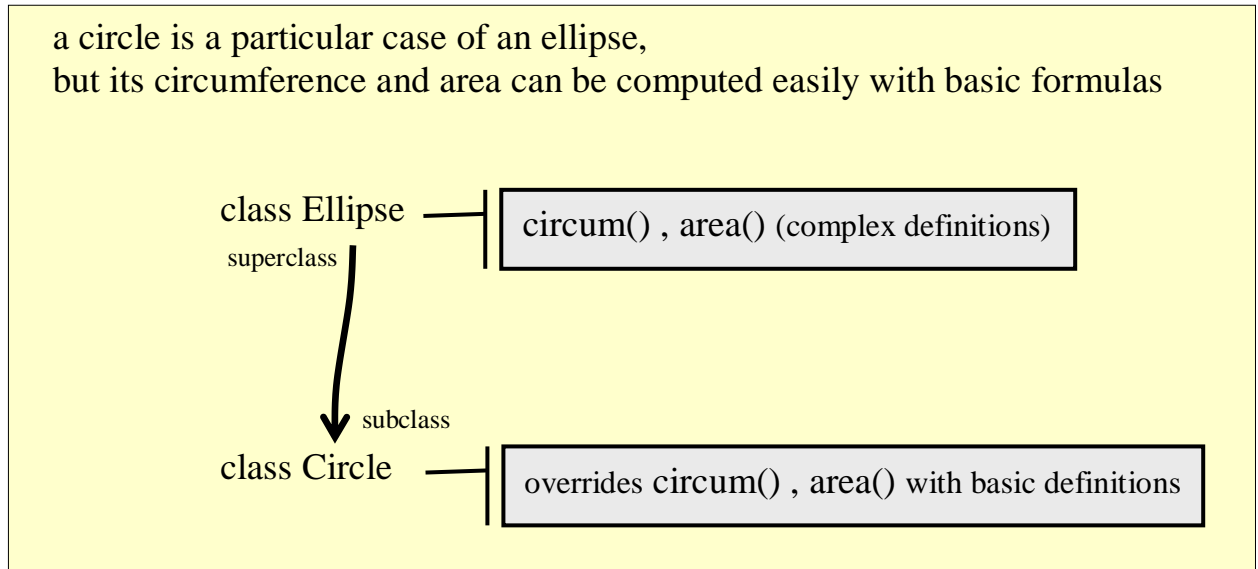 a circle is a particular case of an ellipse,
but its circumference and area can be computed easily with basic formulas
class Ellipse
circum() , area() (complex definitions)
superclass
subclass
class Circle
overrides circum() , area() with basic definitions